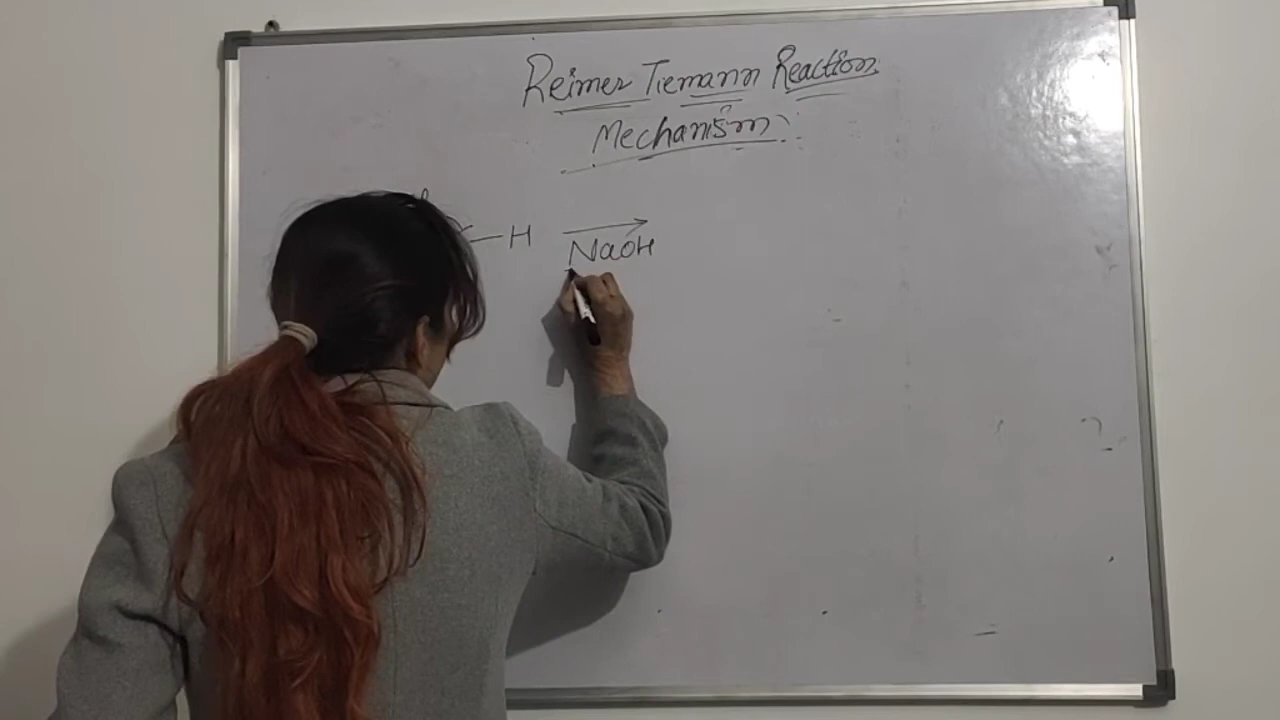 Reimer Tiemann Reaction
Mechanism
—H
NaOH